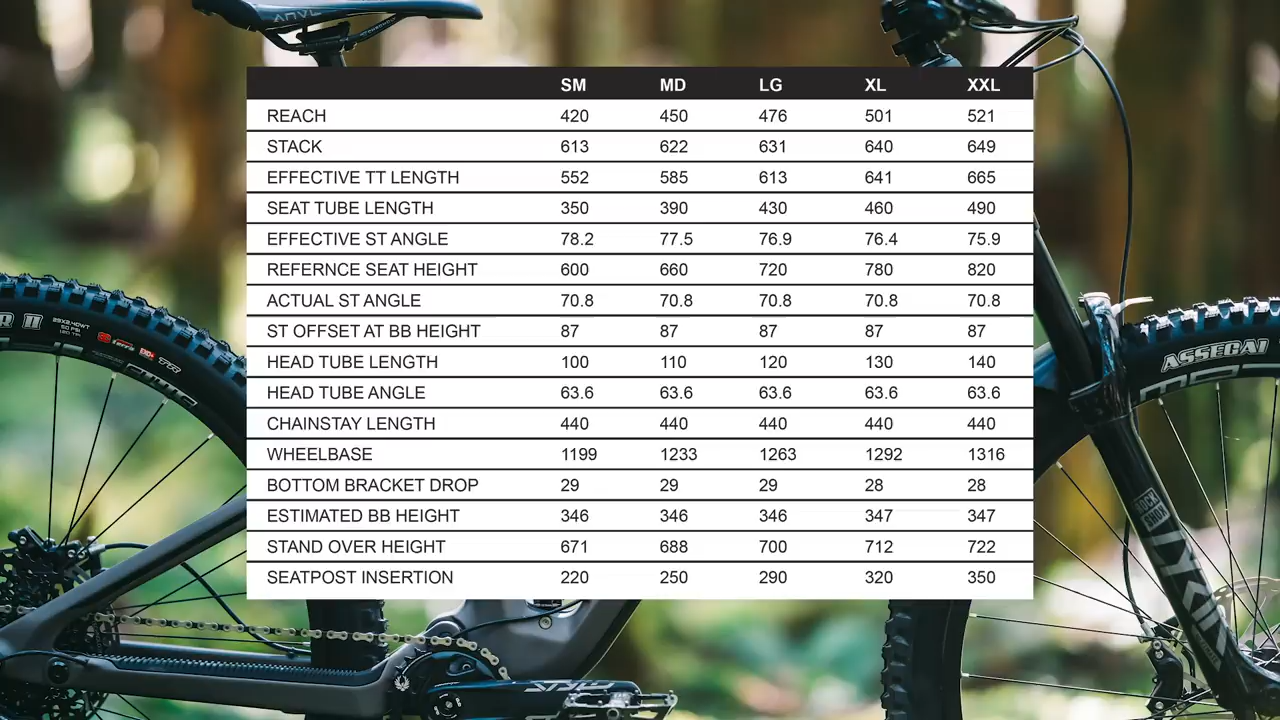 ANVL
SM MD LG XL XXL
REACH 420 450 476 501 521
STACK 613 622 631 640 649
EFFECTIVE TT LENGTH 552 585 613 641 665
SEAT TUBE LENGTH 350 390 430 460 490
EFFECTIVE ST ANGLE 78.2 77.5 76.9 76.4 75.9
REFERNCE SEAT HEIGHT 600 660 720 780 820
ACTUAL ST ANGLE 70.8 70.8 70.8 70.8 70.8
ST OFFSET AT BB HEIGHT 87 87 87 87 87
HEAD TUBE LENGTH 100 110 120 130 140
HEAD TUBE ANGLE 63.6 63.6 63.6 63.6 63.6
CHAINSTAY LENGTH 440 440 440 440 440
WHEELBASE 1199 1233 1263 1292 1316
BOTTOM BRACKET DROP 29 29 29 28 28
ESTIMATED BB HEIGHT 346 346 346 347 347
STAND OVER HEIGHT 671 688 700 712 722
SEATPOST INSERTION 220 250 290 320 350
R II
ASSEGAI
ROCK
SHOX